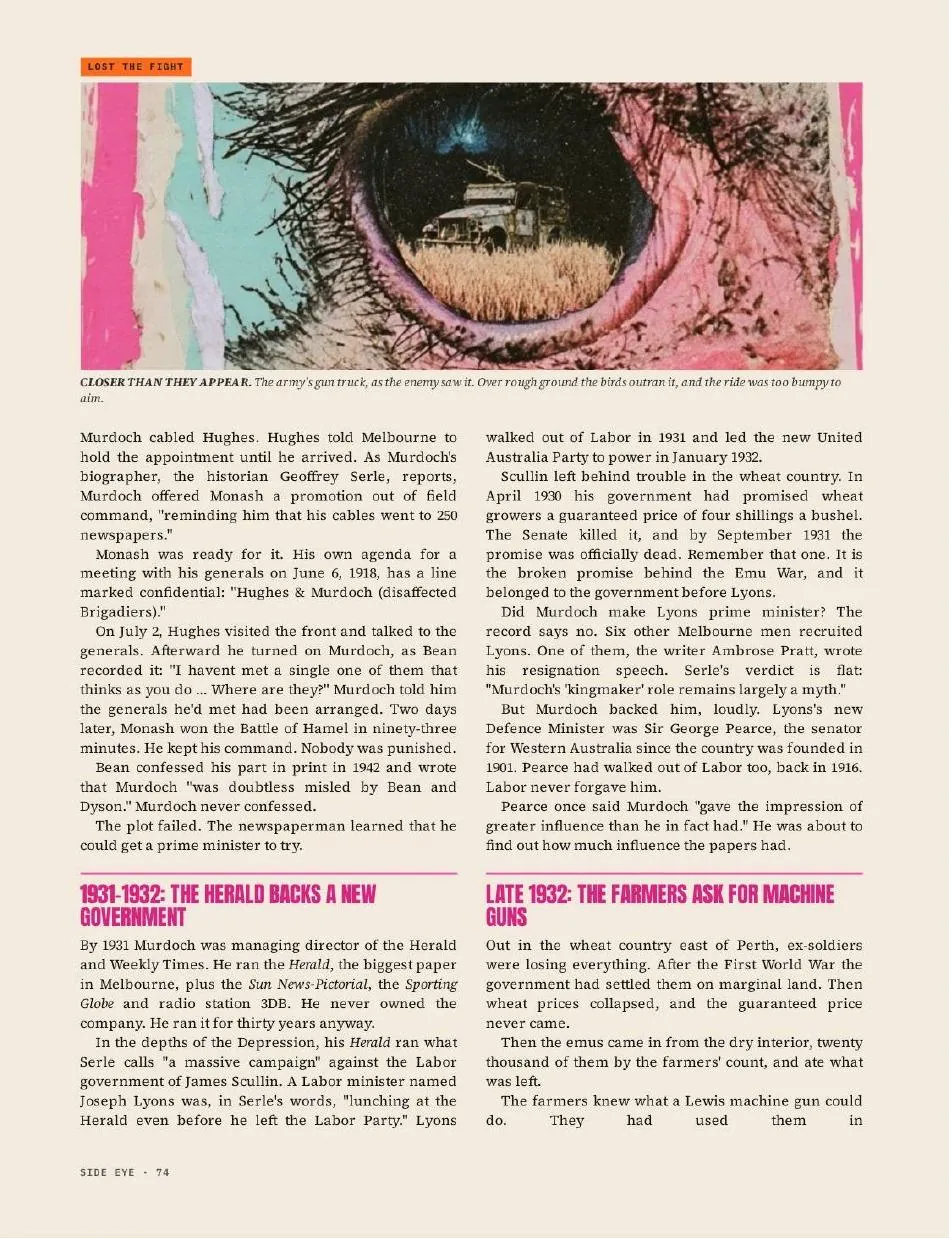 LOST THE FIGHT
CLOSER THAN THEY APPEAR. The army's gun truck, as the enemy saw it. Over rough ground the birds outran it, and the ride was too bumpy to
aim.
Murdoch cabled Hughes. Hughes told Melbourne to
hold the appointment until he arrived. As Murdoch's
biographer, the historian Geoffrey Serle, reports,
Murdoch offered Monash a promotion out of field
command, "reminding him that his cables went to 250
newspapers."
Monash was ready for it. His own agenda for a
meeting with his generals on June 6, 1918, has a line
marked confidential: "Hughes & Murdoch (disaffected
Brigadiers)."
On July 2, Hughes visited the front and talked to the
generals. Afterward he turned on Murdoch, as Bean
recorded it: "I havent met a single one of them that
thinks as you do ... Where are they?" Murdoch told him
the generals he'd met had been arranged. Two days
later, Monash won the Battle of Hamel in ninety-three
minutes. He kept his command. Nobody was punished.
Bean confessed his part in print in 1942 and wrote
that Murdoch "was doubtless misled by Bean and
Dyson." Murdoch never confessed.
The plot failed. The newspaperman learned that he
could get a prime minister to try.
1931-1932: THE HERALD BACKS A NEW
GOVERNMENT
By 1931 Murdoch was managing director of the Herald
and Weekly Times. He ran the Herald, the biggest paper
in Melbourne, plus the Sun News-Pictorial, the Sporting
Globe and radio station 3DB. He never owned the
company. He ran it for thirty years anyway.
In the depths of the Depression, his Herald ran what
Serle calls "a massive campaign" against the Labor
government of James Scullin. A Labor minister named
Joseph Lyons was, in Serle's words, "lunching at the
Herald even before he left the Labor Party." Lyons
walked out of Labor in 1931 and led the new United
Australia Party to power in January 1932.
Scullin left behind trouble in the wheat country. In
April 1930 his government had promised wheat
growers a guaranteed price of four shillings a bushel.
The Senate killed it, and by September 1931 the
promise was officially dead. Remember that one. It is
the broken promise behind the Emu War, and it
belonged to the government before Lyons.
Did Murdoch make Lyons prime minister? The
record says no. Six other Melbourne men recruited
Lyons. One of them, the writer Ambrose Pratt, wrote
his resignation speech. Serle's verdict is flat:
"Murdoch's 'kingmaker' role remains largely a myth."
But Murdoch backed him, loudly. Lyons's new
Defence Minister was Sir George Pearce, the senator
for Western Australia since the country was founded in
1901. Pearce had walked out of Labor too, back in 1916.
Labor never forgave him.
Pearce once said Murdoch "gave the impression of
greater influence than he in fact had." He was about to
find out how much influence the papers had.
LATE 1932: THE FARMERS ASK FOR MACHINE
GUNS
Out in the wheat country east of Perth, ex-soldiers
were losing everything. After the First World War the
government had settled them on marginal land. Then
wheat prices collapsed, and the guaranteed price
never came.
Then the emus came in from the dry interior, twenty
thousand of them by the farmers' count, and ate what
was left.
The farmers knew what a Lewis machine gun could
do. They had used them in
SIDE EYE · 74